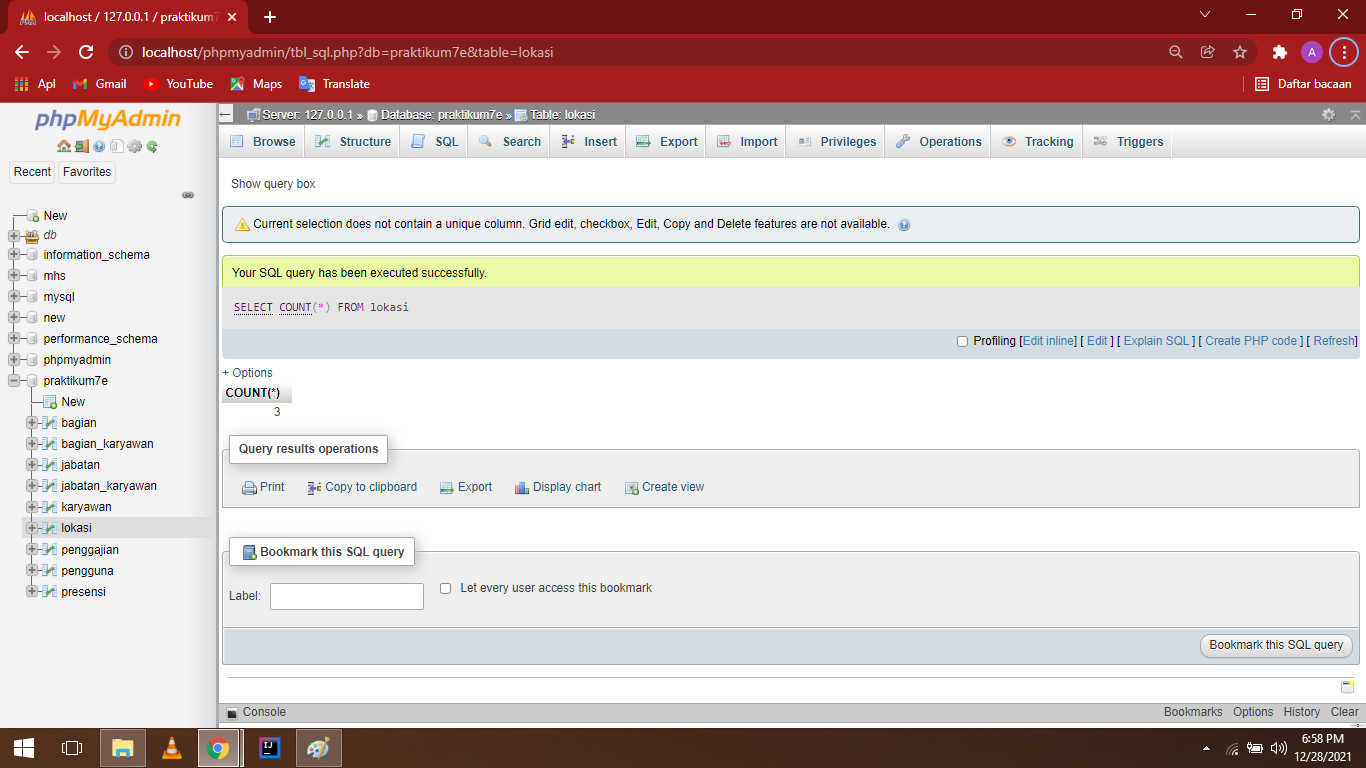 localhost / 127.0.0.1 / praktikum7
localhost/phpmyadmin/tbl_sql.php?db=praktikum7e&table=lokasi
A
Apl Gmail YouTube Maps Translate Daftar bacaan
phpMyAdmin
Recent Favorites
New
db
information_schema
mhs
mysql
new
performance_schema
phpmyadmin
praktikum7e
New
bagian
bagian_karyawan
jabatan
jabatan_karyawan
karyawan
lokasi
penggajian
pengguna
presensi
Server: 127.0.0.1 » Database: praktikum7e » Table: lokasi
Browse Structure SQL Search Insert Export Import Privileges Operations Tracking Triggers
Show query box
Current selection does not contain a unique column. Grid edit, checkbox, Edit, Copy and Delete features are not available.
Your SQL query has been executed successfully.
SELECT COUNT(*) FROM lokasi
Profiling [Edit inline] [ Edit ] [ Explain SQL ] [ Create PHP code ] [ Refresh]
+ Options
COUNT(*)
3
Query results operations
Print Copy to clipboard Export Display chart Create view
Bookmark this SQL query
Label: Let every user access this bookmark
Bookmark this SQL query
Console Bookmarks Options History Clear
IJ
6:58 PM
12/28/2021